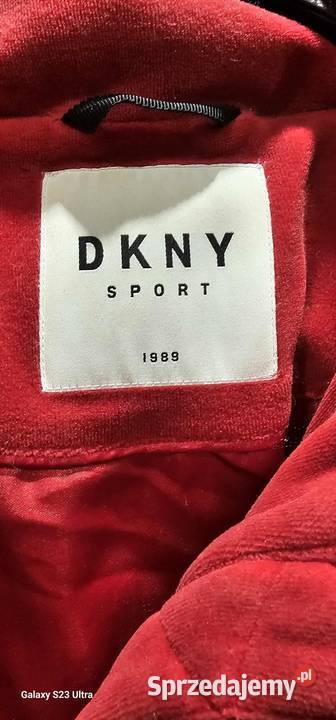 DKNY
SPORT
1989
Galaxy S23 Ultra
Sprzedajemy.pl